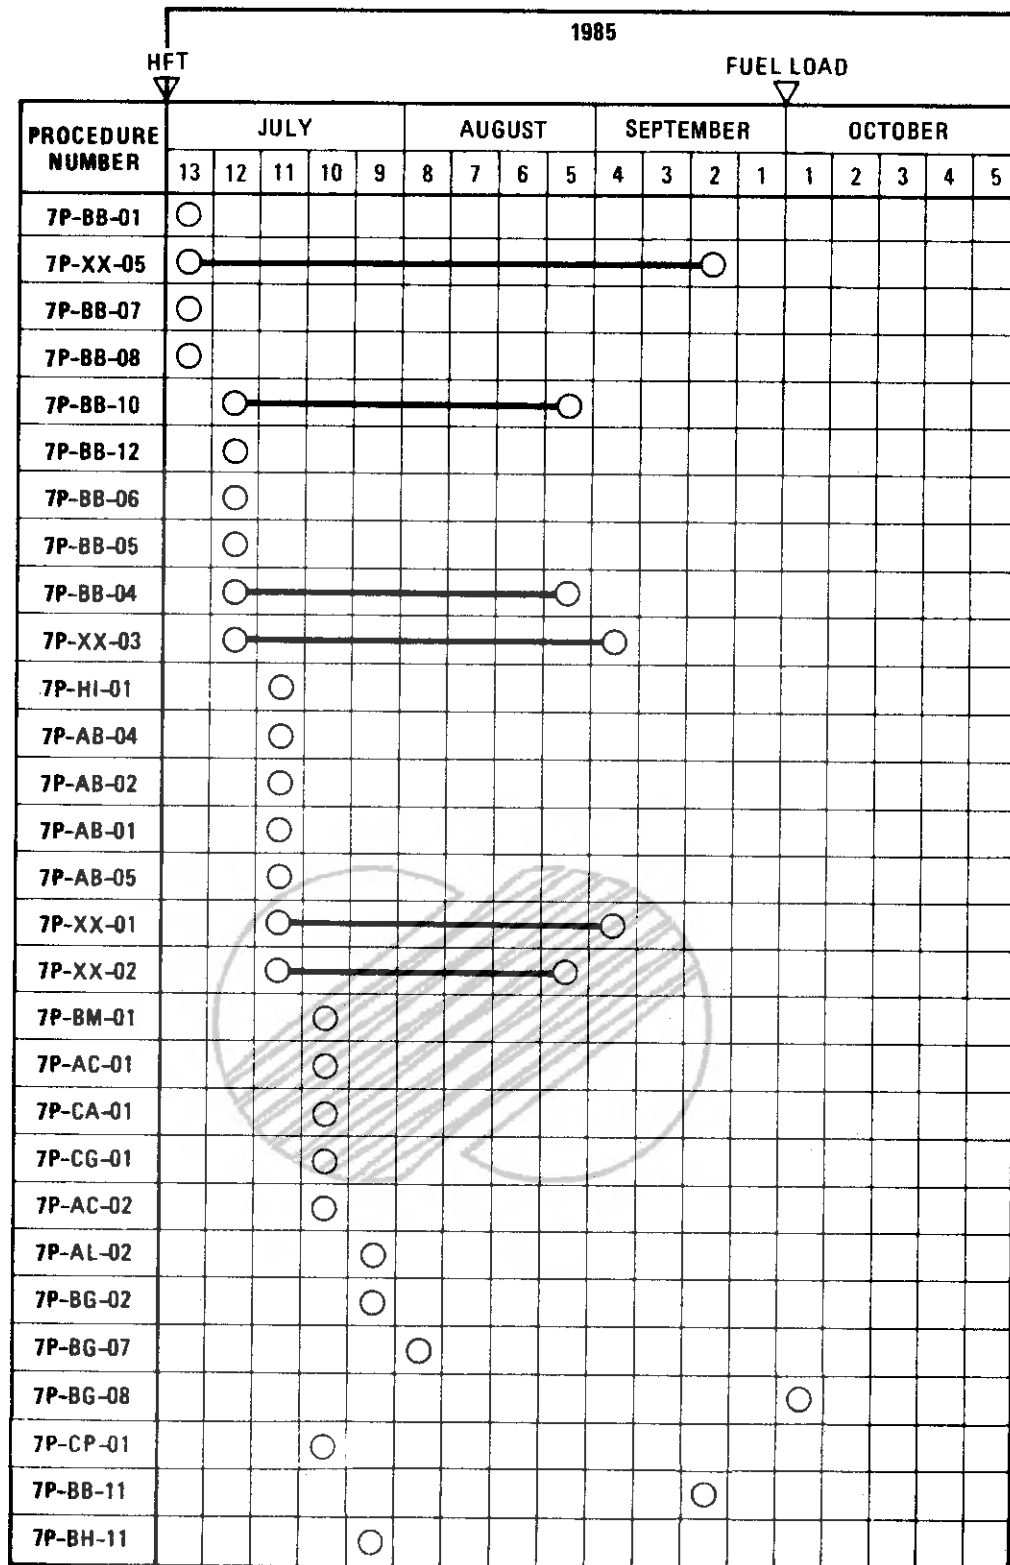 1985
HFT
FUEL LOAD
PROCEDURE NUMBER JULY AUGUST SEPTEMBER OCTOBER
13 12 11 10 9 8 7 6 5 4 3 2 1 1 2 3 4 5
7P-BB-01
7P-XX-05
7P-BB-07
7P-BB-08
7P-BB-10
7P-BB-12
7P-BB-06
7P-BB-05
7P-BB-04
7P-XX-03
7P-HI-01
7P-AB-04
7P-AB-02
7P-AB-01
7P-AB-05
7P-XX-01
7P-XX-02
7P-BM-01
7P-AC-01
7P-CA-01
7P-CG-01
7P-AC-02
7P-AL-02
7P-BG-02
7P-BG-07
7P-BG-08
7P-CP-01
7P-BB-11
7P-BH-11